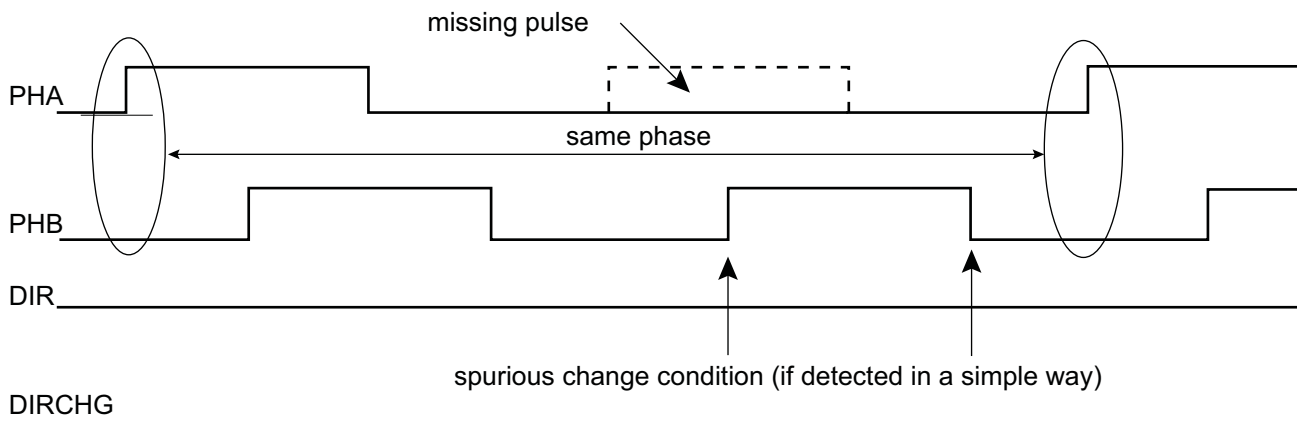 missing pulse
PHA
same phase
PHB
DIR
spurious change condition (if detected in a simple way)
DIRCHG